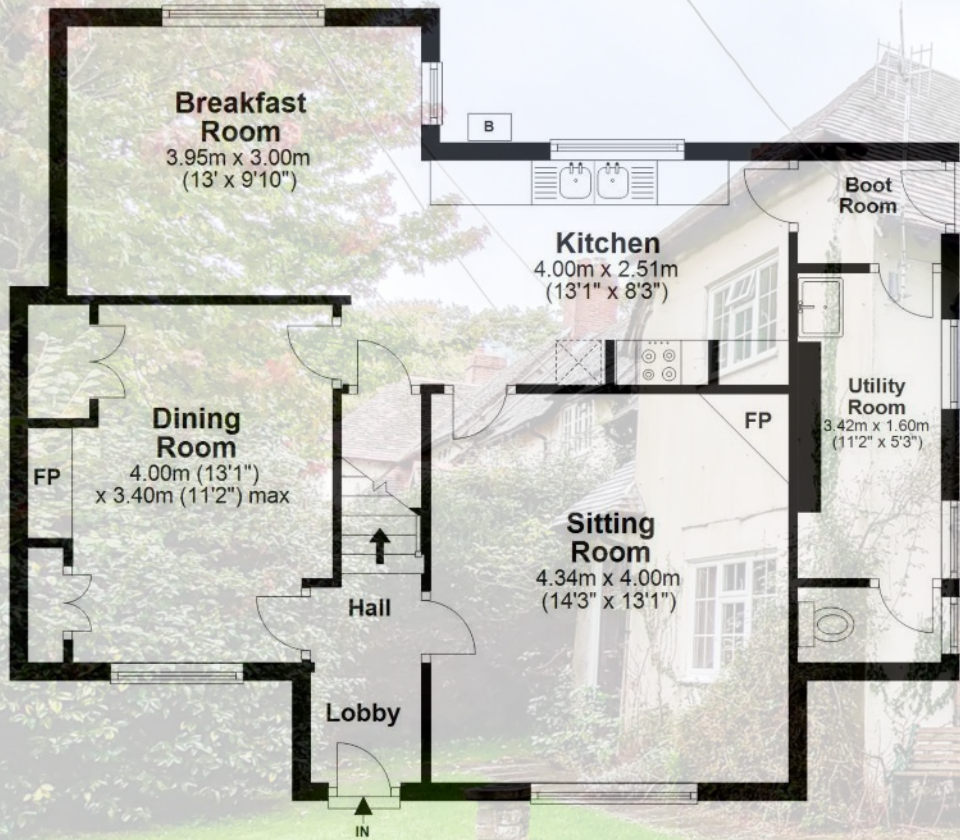 Breakfast
Room
3.95m x 3.00m
(13' x 9'10")
B
Boot
Room
Kitchen
4.00m x 2.51m
(13'1" x 8'3")
Dining
Room
4.00m (13'1")
x 3.40m (11'2") max
FP
FP
Utility
Room
3.42m x 1.60m
(11'2" x 5'3")
Sitting
Room
4.34m x 4.00m
(14'3" x 13'1")
Hall
Lobby
IN